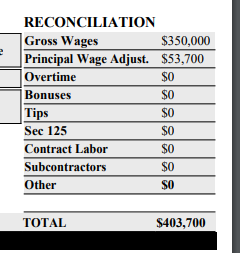 RECONCILIATION
Gross Wages $350,000
Principal Wage Adjust. $53,700
Overtime $0
Bonuses $0
Tips $0
Sec 125 $0
Contract Labor $0
Subcontractors $0
Other $0
TOTAL $403,700